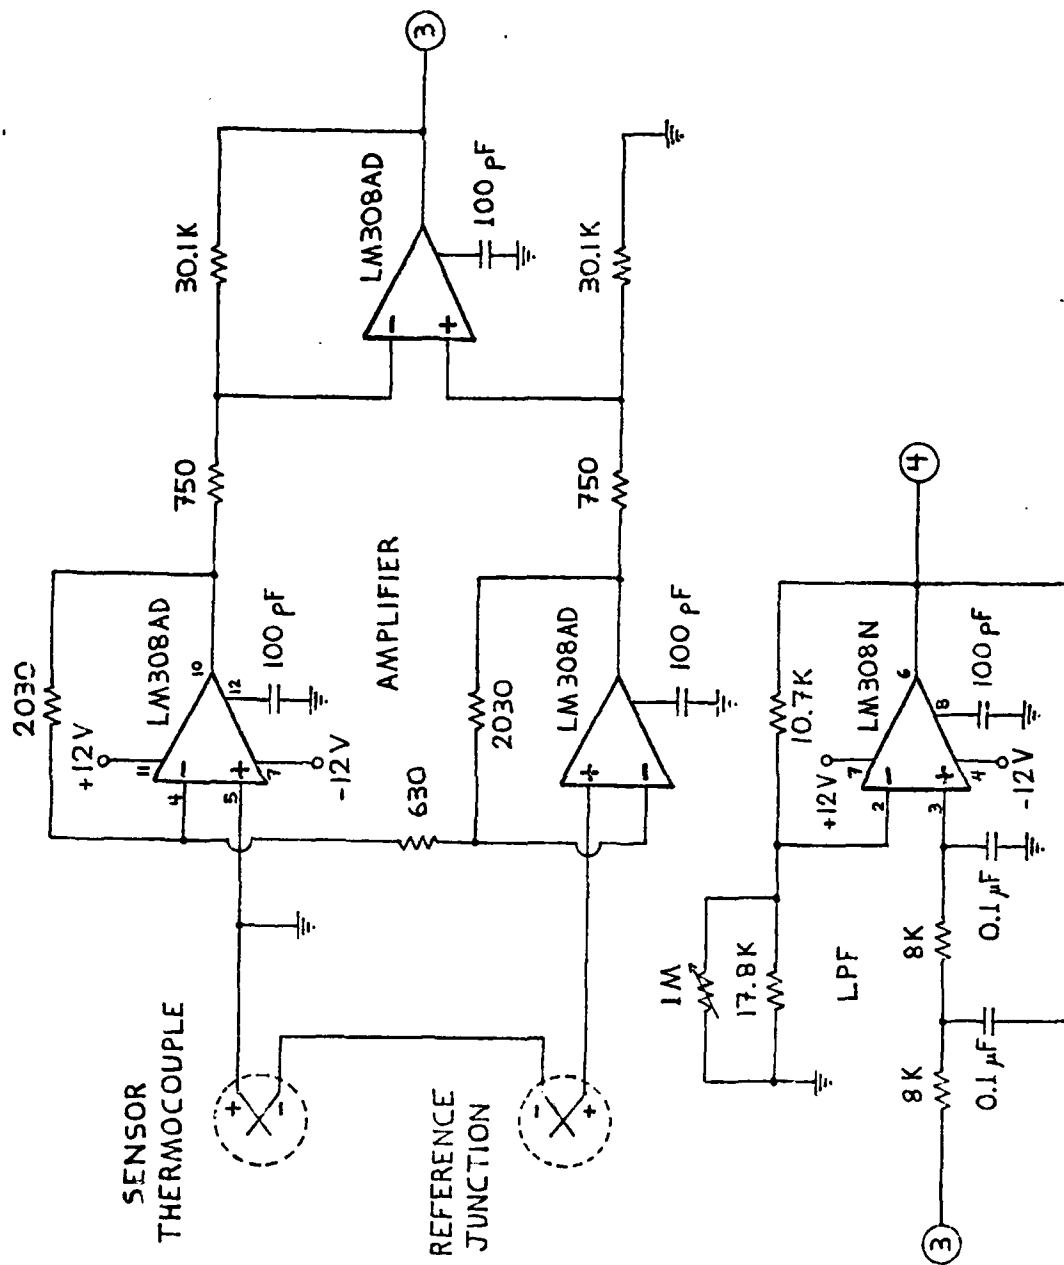 SENSOR
THERMOCOUPLE
+
-
REFERENCE
JUNCTION
-
+
2030
+12V
11
4
-
5
+
7
-12V
LM308AD
10
12
100 pF
630
2030
+
-
LM308AD
100 pF
AMPLIFIER
750
30.1K
750
30.1K
-
+
LM308AD
100 pF
3
3
8K
0.1 µF
8K
0.1 µF
1M
17.8K
LPF
10.7K
+12V
7
2
-
3
+
4
-12V
LM308N
6
8
100 pF
4